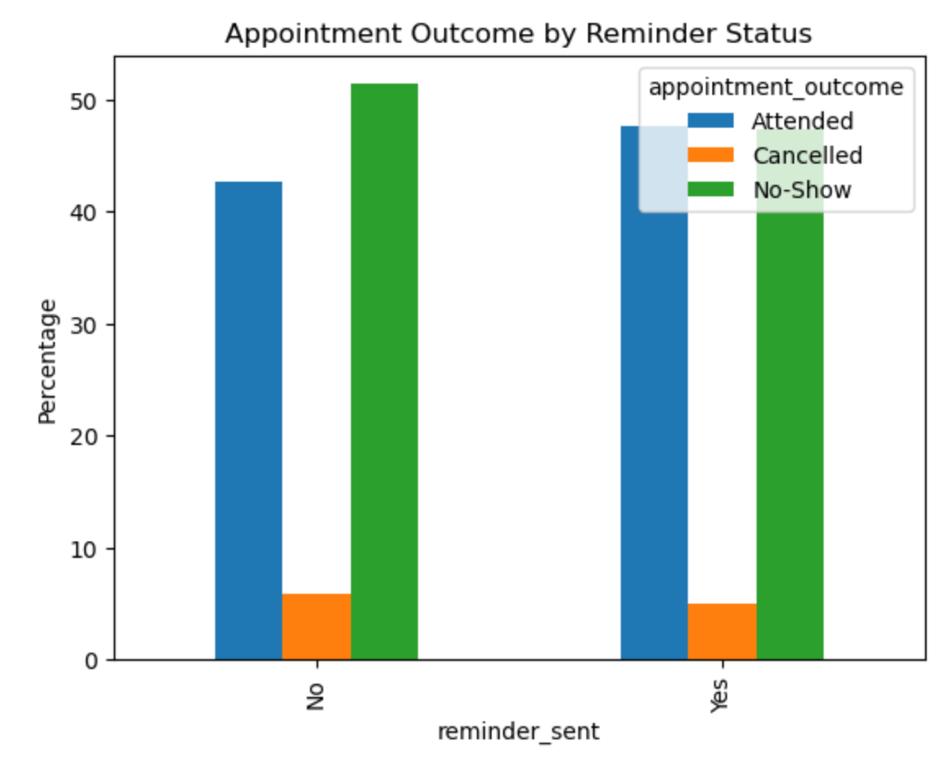 Appointment Outcome by Reminder Status
appointment_outcome
Attended
Cancelled
No-Show
Percentage
50
40
30
20
10
0
No
Yes
reminder_sent